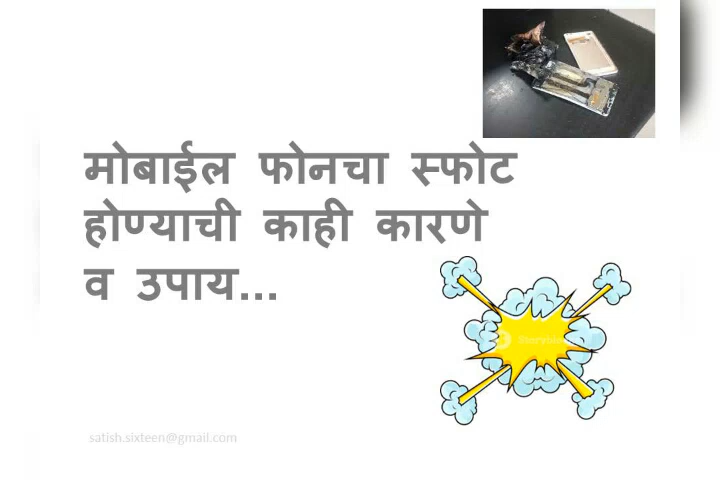 मोबाईल फोनचा स्फोट
होण्याची काही कारणे
व उपाय...
satish.sixteen@gmail.com